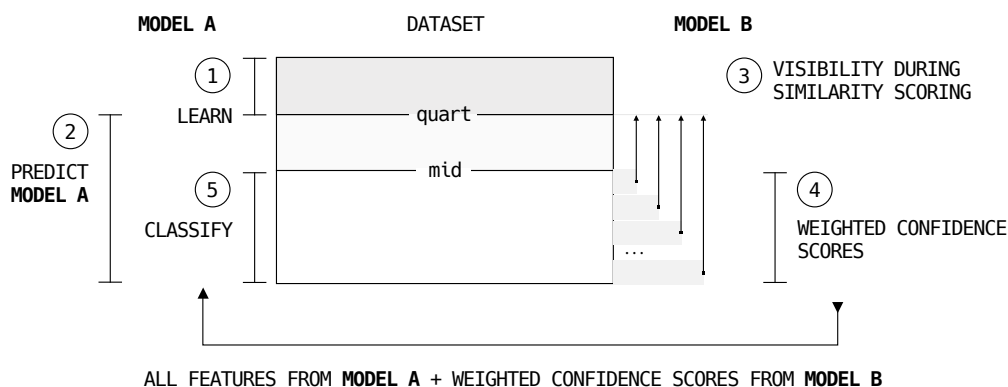 MODEL A
DATASET
MODEL B
1
LEARN
quart
3
VISIBILITY DURING
SIMILARITY SCORING
2
PREDICT
MODEL A
mid
5
CLASSIFY
4
WEIGHTED CONFIDENCE
SCORES
...
ALL FEATURES FROM MODEL A + WEIGHTED CONFIDENCE SCORES FROM MODEL B